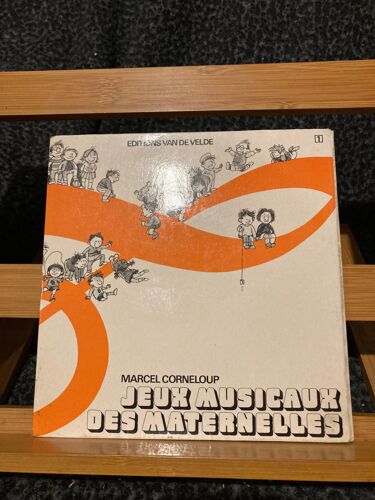 EDITIONS VAN DE VELDE
1
MARCEL CORNELOUP
JEUX MUSICAUX
DES MATERNELLES